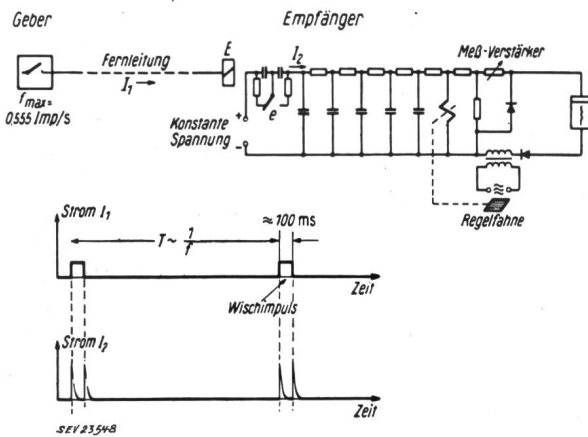 Geber
Empfänger
f max =
0,555 Imp/s
Fernleitung
I1
E
I2
e
Konstante
Spannung
+
-
Meß-Verstärker
Regelfahne
Strom I1
T ~ 1/f
≈ 100 ms
Wischimpuls
Zeit
Strom I2
Zeit
SEV 23548